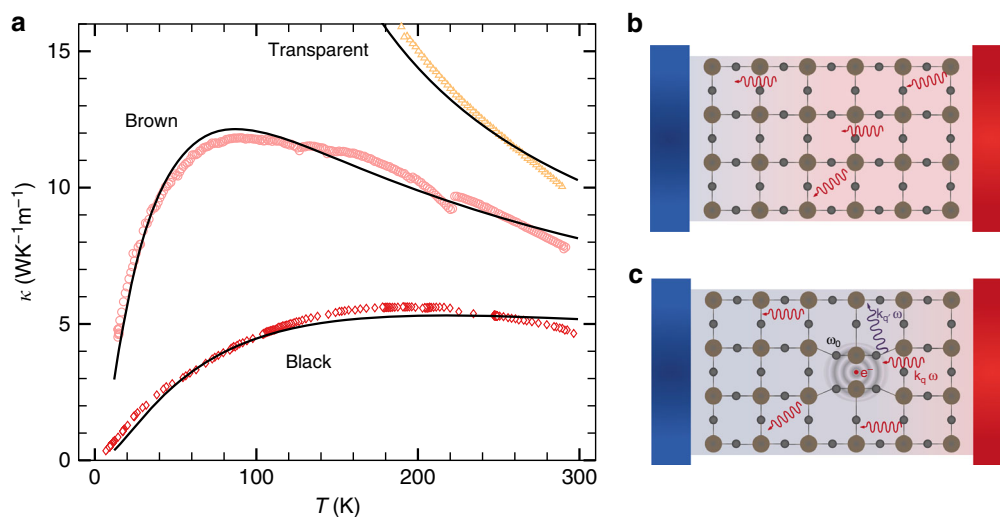 a
κ (WK⁻¹m⁻¹)
15
10
5
0
Transparent
Brown
Black
0
100
200
300
T (K)
b
c
ω₀
e⁻
k_q' ω
k_q ω